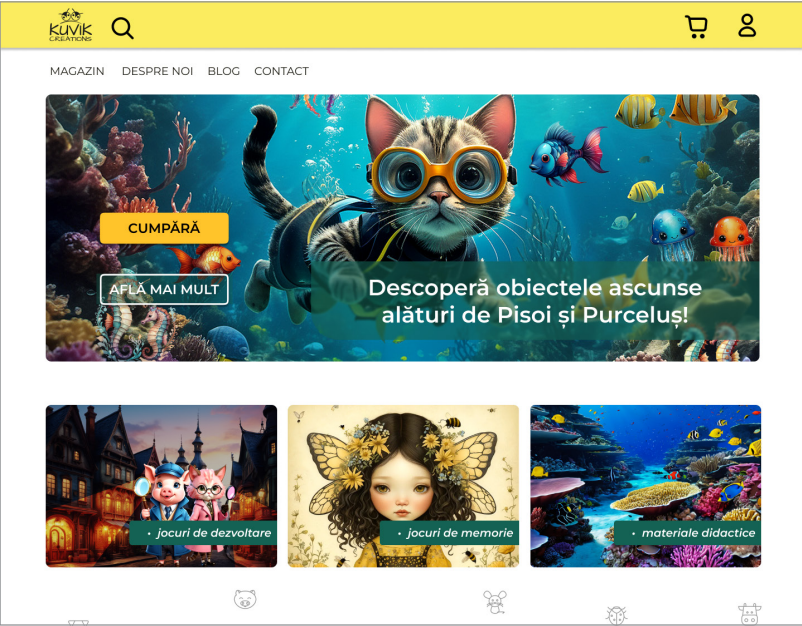 KUVIK
CREATIONS
MAGAZIN DESPRE NOI BLOG CONTACT
CUMPĂRĂ
AFLĂ MAI MULT
Descoperă obiectele ascunse
alături de Pisoi și Purceluș!
• jocuri de dezvoltare
• jocuri de memorie
• materiale didactice